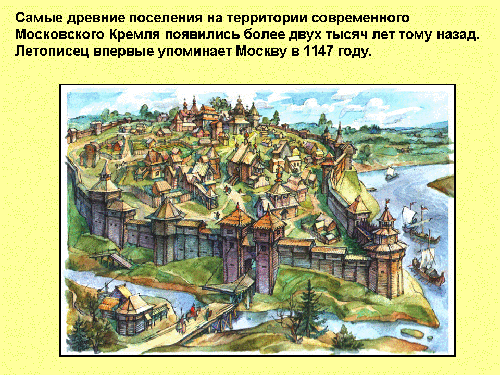 Самые древние поселения на территории современного
Московского Кремля появились более двух тысяч лет тому назад.
Летописец впервые упоминает Москву в 1147 году.